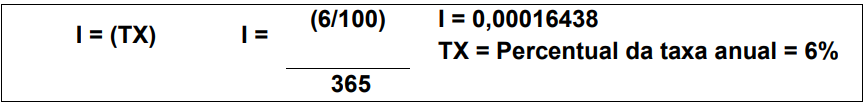 (6/100) I = 0,00016438
I = (TX) I =
TX = Percentual da taxa anual = 6%
365